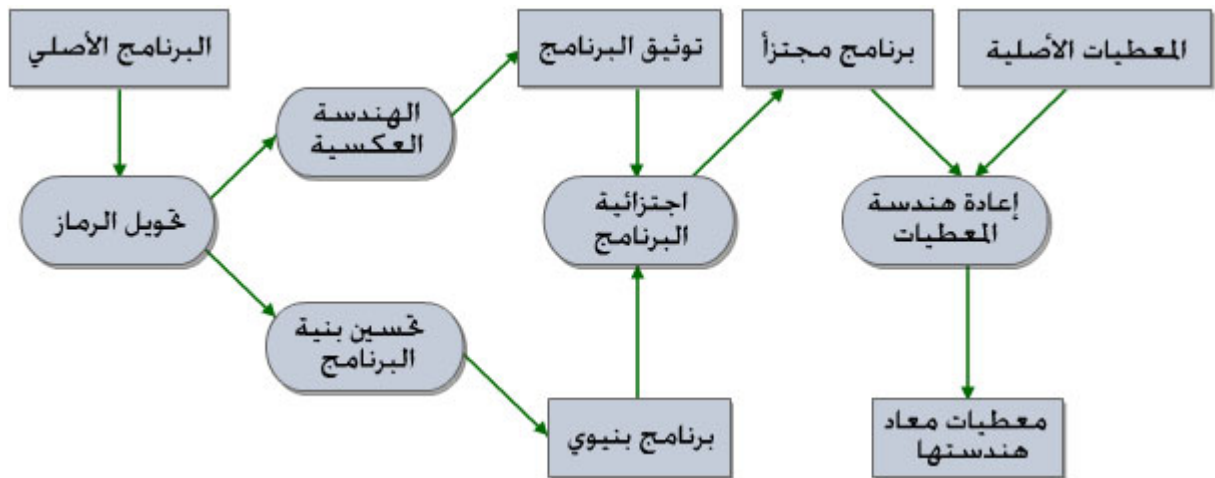 البرنامج الأصلي
توثيق البرنامج
برنامج مجتزأ
المعطيات الأصلية
الهندسة
العكسية
تحويل الرماز
اجتزائية
البرنامج
إعادة هندسة
المعطيات
تحسين بنية
البرنامج
برنامج بنيوي
معطيات معاد
هندستها